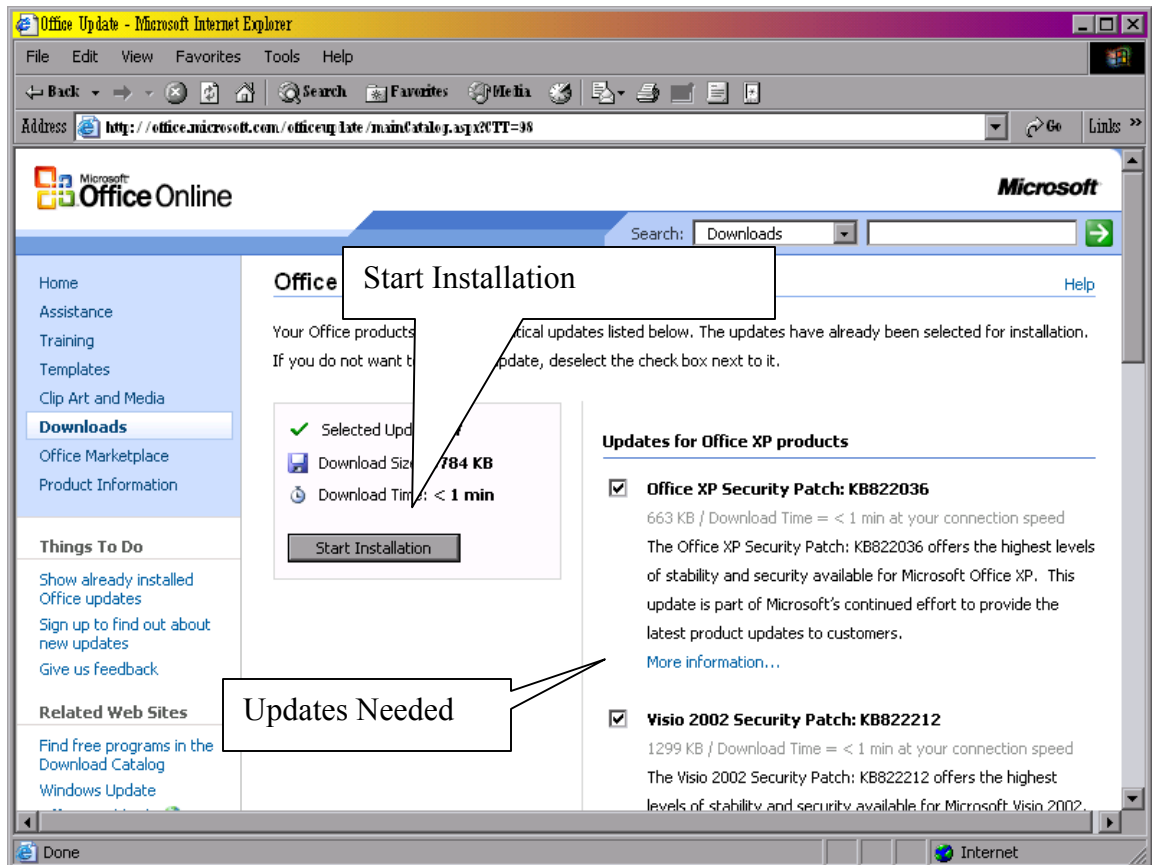 Office Update - Microsoft Internet Explorer
File Edit View Favorites Tools Help
Back Search Favorites Media
Address http://office.microsoft.com/officeupdate/mainCatalog.aspx?CTT=98 Go Links »
Microsoft
Office Online
Microsoft
Search: Downloads
Home
Assistance
Training
Templates
Clip Art and Media
Downloads
Office Marketplace
Product Information
Things To Do
Show already installed
Office updates
Sign up to find out about
new updates
Give us feedback
Related Web Sites
Find free programs in the
Download Catalog
Windows Update
Office
Help
Start Installation
Your Office products tical updates listed below. The updates have already been selected for installation.
If you do not want t pdate, deselect the check box next to it.
Selected Upd
Download Siz 784 KB
Download Time: < 1 min
Start Installation
Updates Needed
Updates for Office XP products
Office XP Security Patch: KB822036
663 KB / Download Time = < 1 min at your connection speed
The Office XP Security Patch: KB822036 offers the highest levels
of stability and security available for Microsoft Office XP. This
update is part of Microsoft's continued effort to provide the
latest product updates to customers.
More information...
Visio 2002 Security Patch: KB822212
1299 KB / Download Time = < 1 min at your connection speed
The Visio 2002 Security Patch: KB822212 offers the highest
levels of stability and security available for Microsoft Visio 2002.
Done
Internet